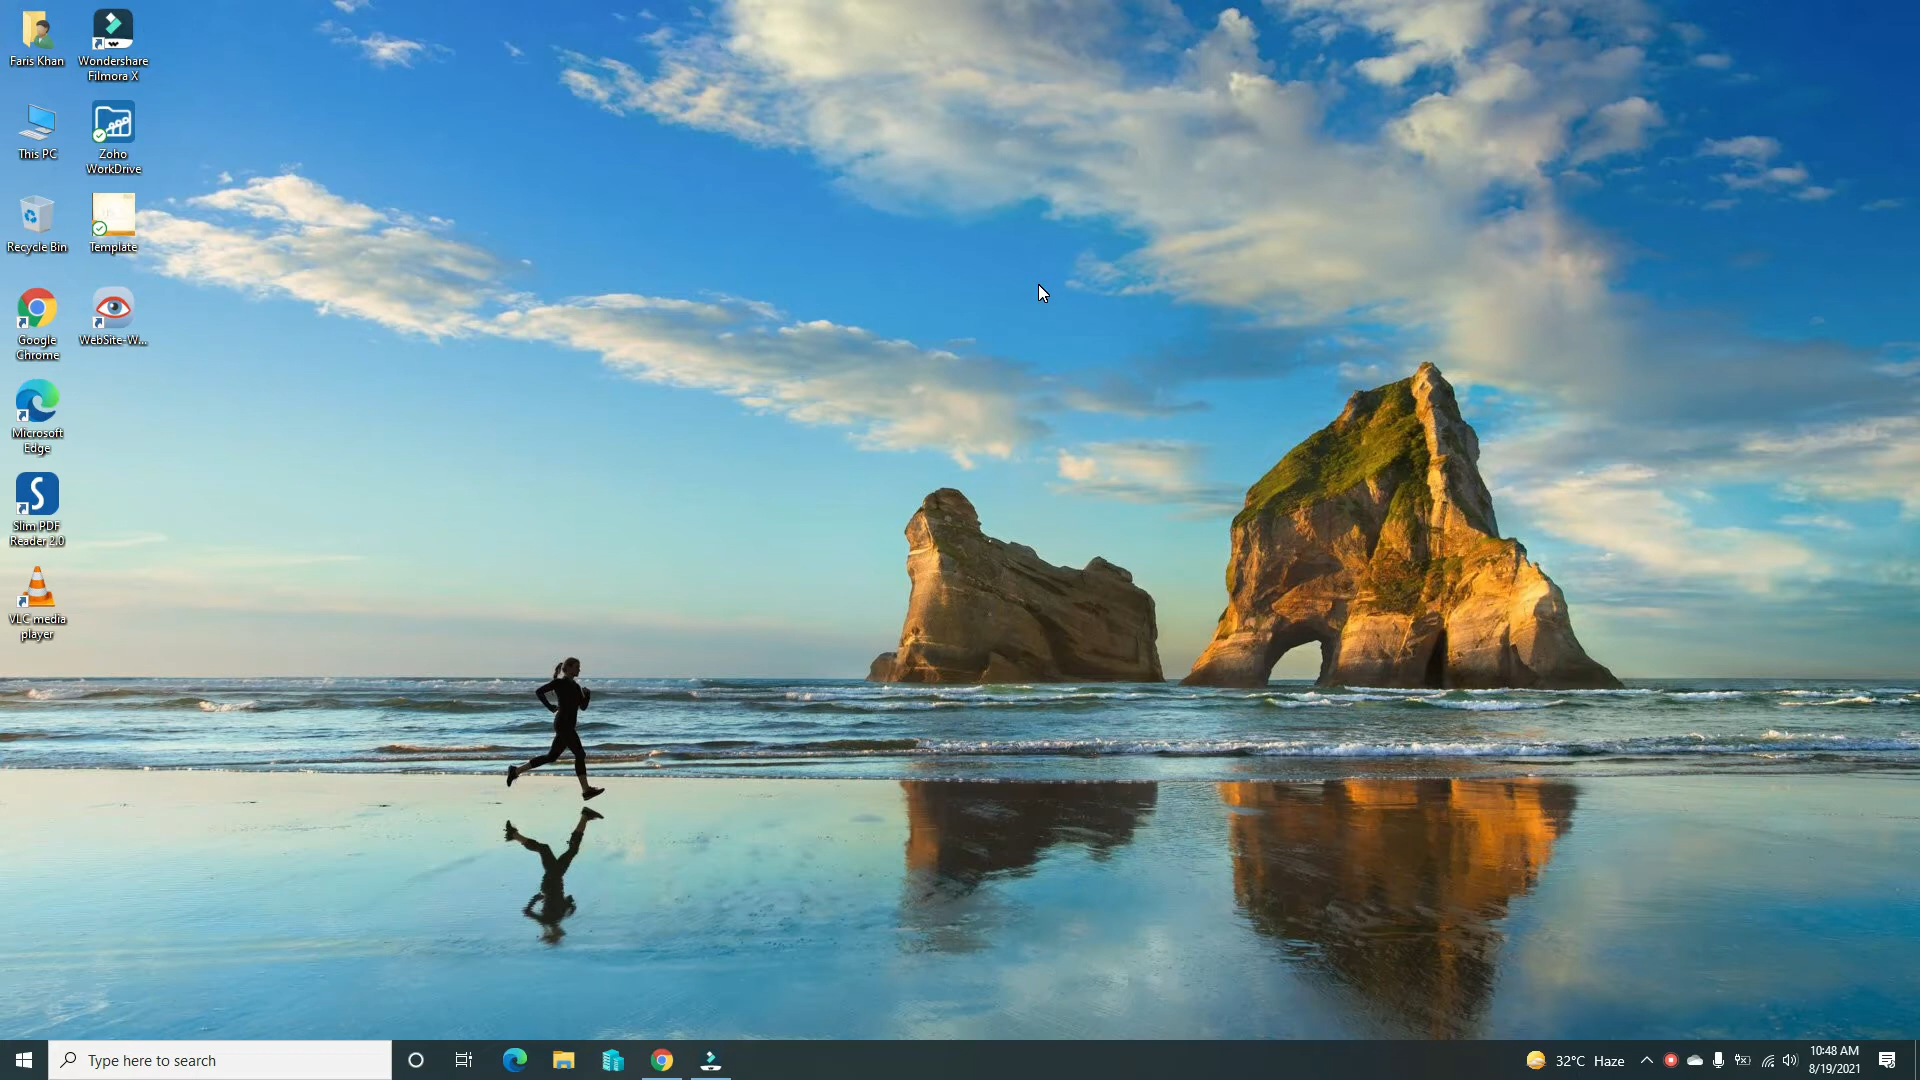 Faris Khan
Wondershare
Filmora X
This PC
Zoho
WorkDrive
Recycle Bin
Template
Google
Chrome
WebSite-W...
Microsoft
Edge
Slim PDF
Reader 2.0
VLC media
player
Type here to search
32°C Haze
10:48 AM
8/19/2021